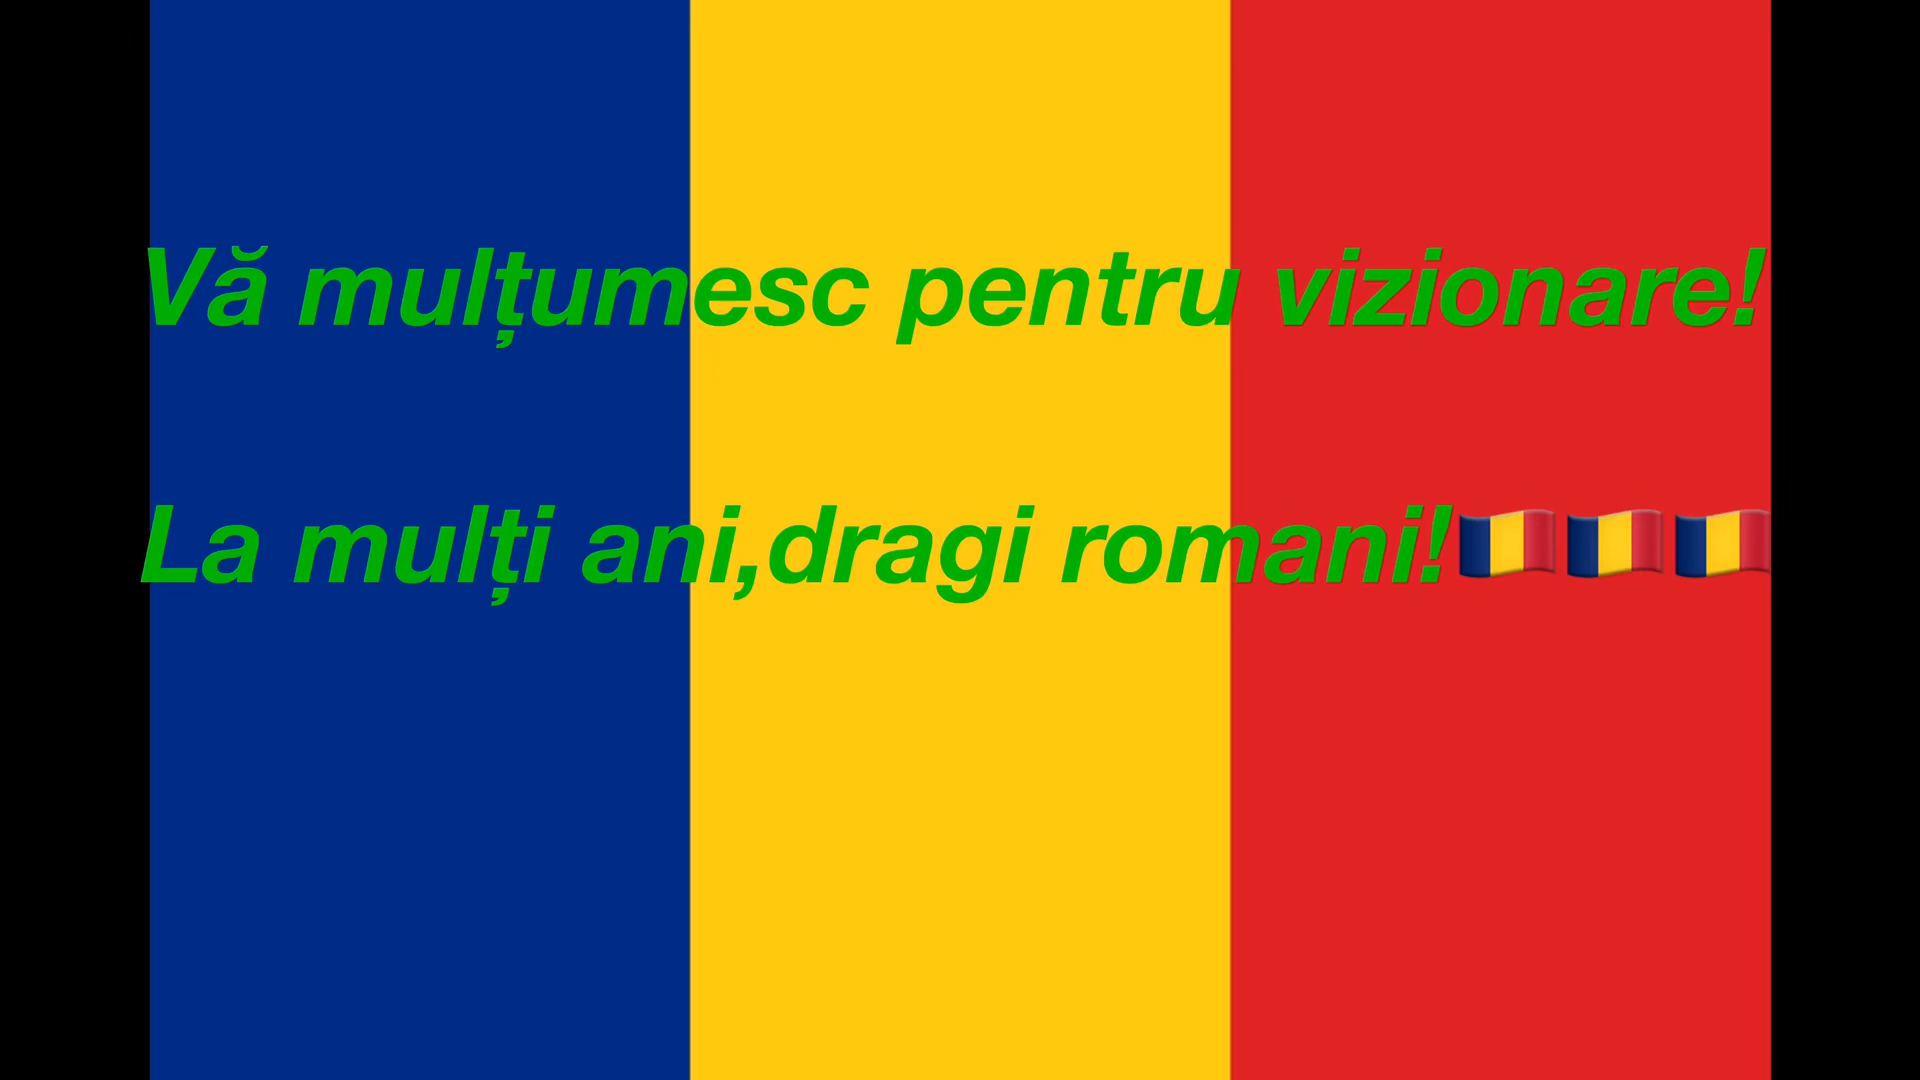 Vă mulțumesc pentru vizionare!
La mulți ani,dragi romani!🇷🇴🇷🇴🇷🇴